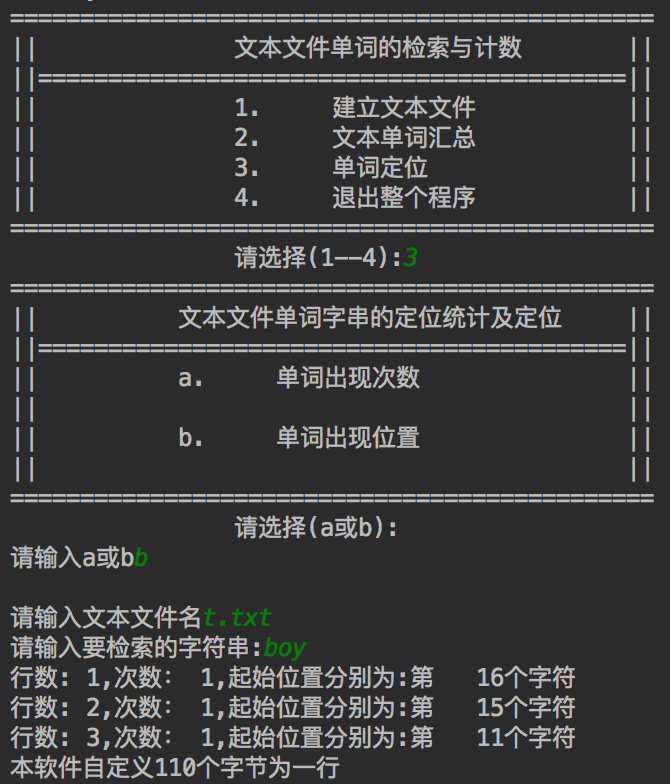 ==============================================
||              文本文件单词的检索与计数       ||
||==========================================||
||              1.     建立文本文件           ||
||              2.     文本单词汇总           ||
||              3.     单词定位               ||
||              4.     退出整个程序           ||
==============================================
请选择(1--4):3
==============================================
||          文本文件单词字串的定位统计及定位     ||
||==========================================||
||          a.     单词出现次数               ||
||                                          ||
||          b.     单词出现位置               ||
||                                          ||
==============================================
请选择(a或b):
请输入a或bb
请输入文本文件名t.txt
请输入要检索的字符串:boy
行数: 1,次数： 1,起始位置分别为:第   16个字符
行数: 2,次数： 1,起始位置分别为:第   15个字符
行数: 3,次数： 1,起始位置分别为:第   11个字符
本软件自定义110个字节为一行